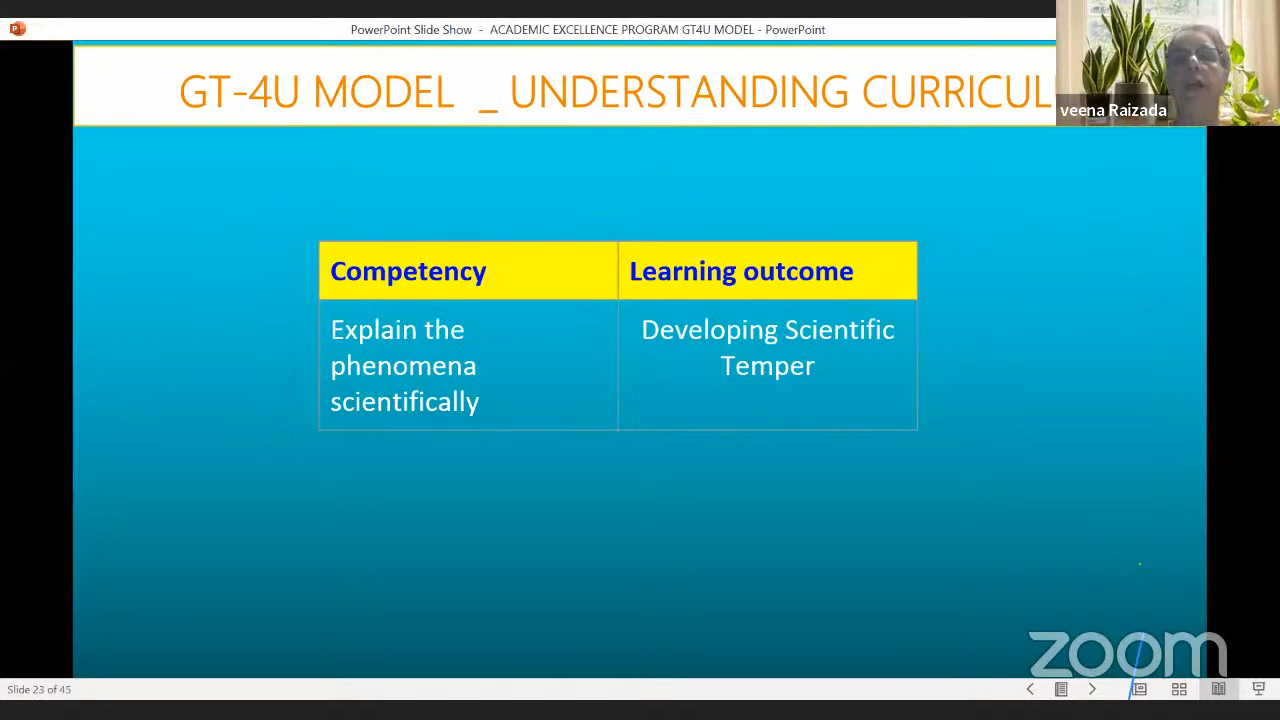 PowerPoint Slide Show - ACADEMIC EXCELLENCE PROGRAM GT4U MODEL - PowerPoint
GT-4U MODEL _ UNDERSTANDING CURRICUL
veena Raizada
Competency
Learning outcome
Explain the
phenomena
scientifically
Developing Scientific
Temper
zoom
Slide 23 of 45